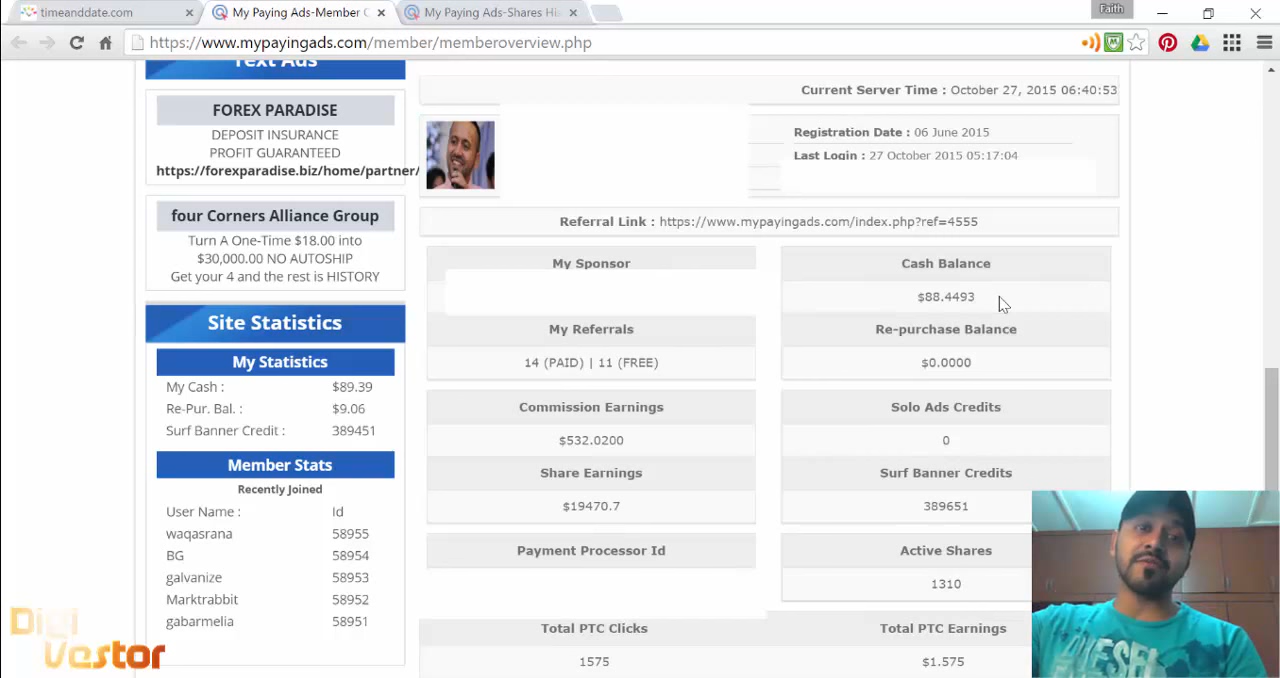 timeanddate.com
My Paying Ads-Member C
My Paying Ads-Shares His
Faith
https://www.mypayingads.com/member/memberoverview.php
Text Ads
FOREX PARADISE
DEPOSIT INSURANCE
PROFIT GUARANTEED
https://forexparadise.biz/home/partner/
four Corners Alliance Group
Turn A One-Time $18.00 into
$30,000.00 NO AUTOSHIP
Get your 4 and the rest is HISTORY
Site Statistics
My Statistics
My Cash : $89.39
Re-Pur. Bal. : $9.06
Surf Banner Credit : 389451
Member Stats
Recently Joined
User Name : Id
waqasrana 58955
BG 58954
galvanize 58953
Marktrabbit 58952
gabarmelia 58951
Current Server Time : October 27, 2015 06:40:53
Registration Date : 06 June 2015
Last Login : 27 October 2015 05:17:04
Referral Link : https://www.mypayingads.com/index.php?ref=4555
My Sponsor
My Referrals
14 (PAID) | 11 (FREE)
Cash Balance
$88.4493
Re-purchase Balance
$0.0000
Commission Earnings
$532.0200
Share Earnings
$19470.7
Solo Ads Credits
0
Surf Banner Credits
389651
Payment Processor Id
Active Shares
1310
Total PTC Clicks
1575
Total PTC Earnings
$1.575
Digi
Vestor
DIESEL